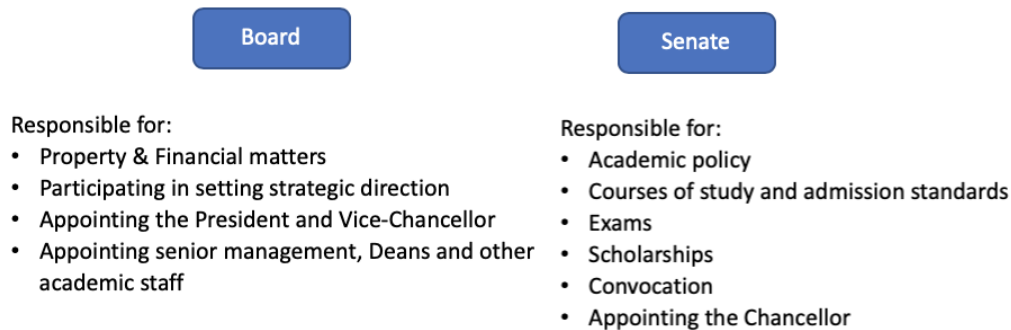 Board
Responsible for:
• Property & Financial matters
• Participating in setting strategic direction
• Appointing the President and Vice-Chancellor
• Appointing senior management, Deans and other
academic staff
Senate
Responsible for:
• Academic policy
• Courses of study and admission standards
• Exams
• Scholarships
• Convocation
• Appointing the Chancellor